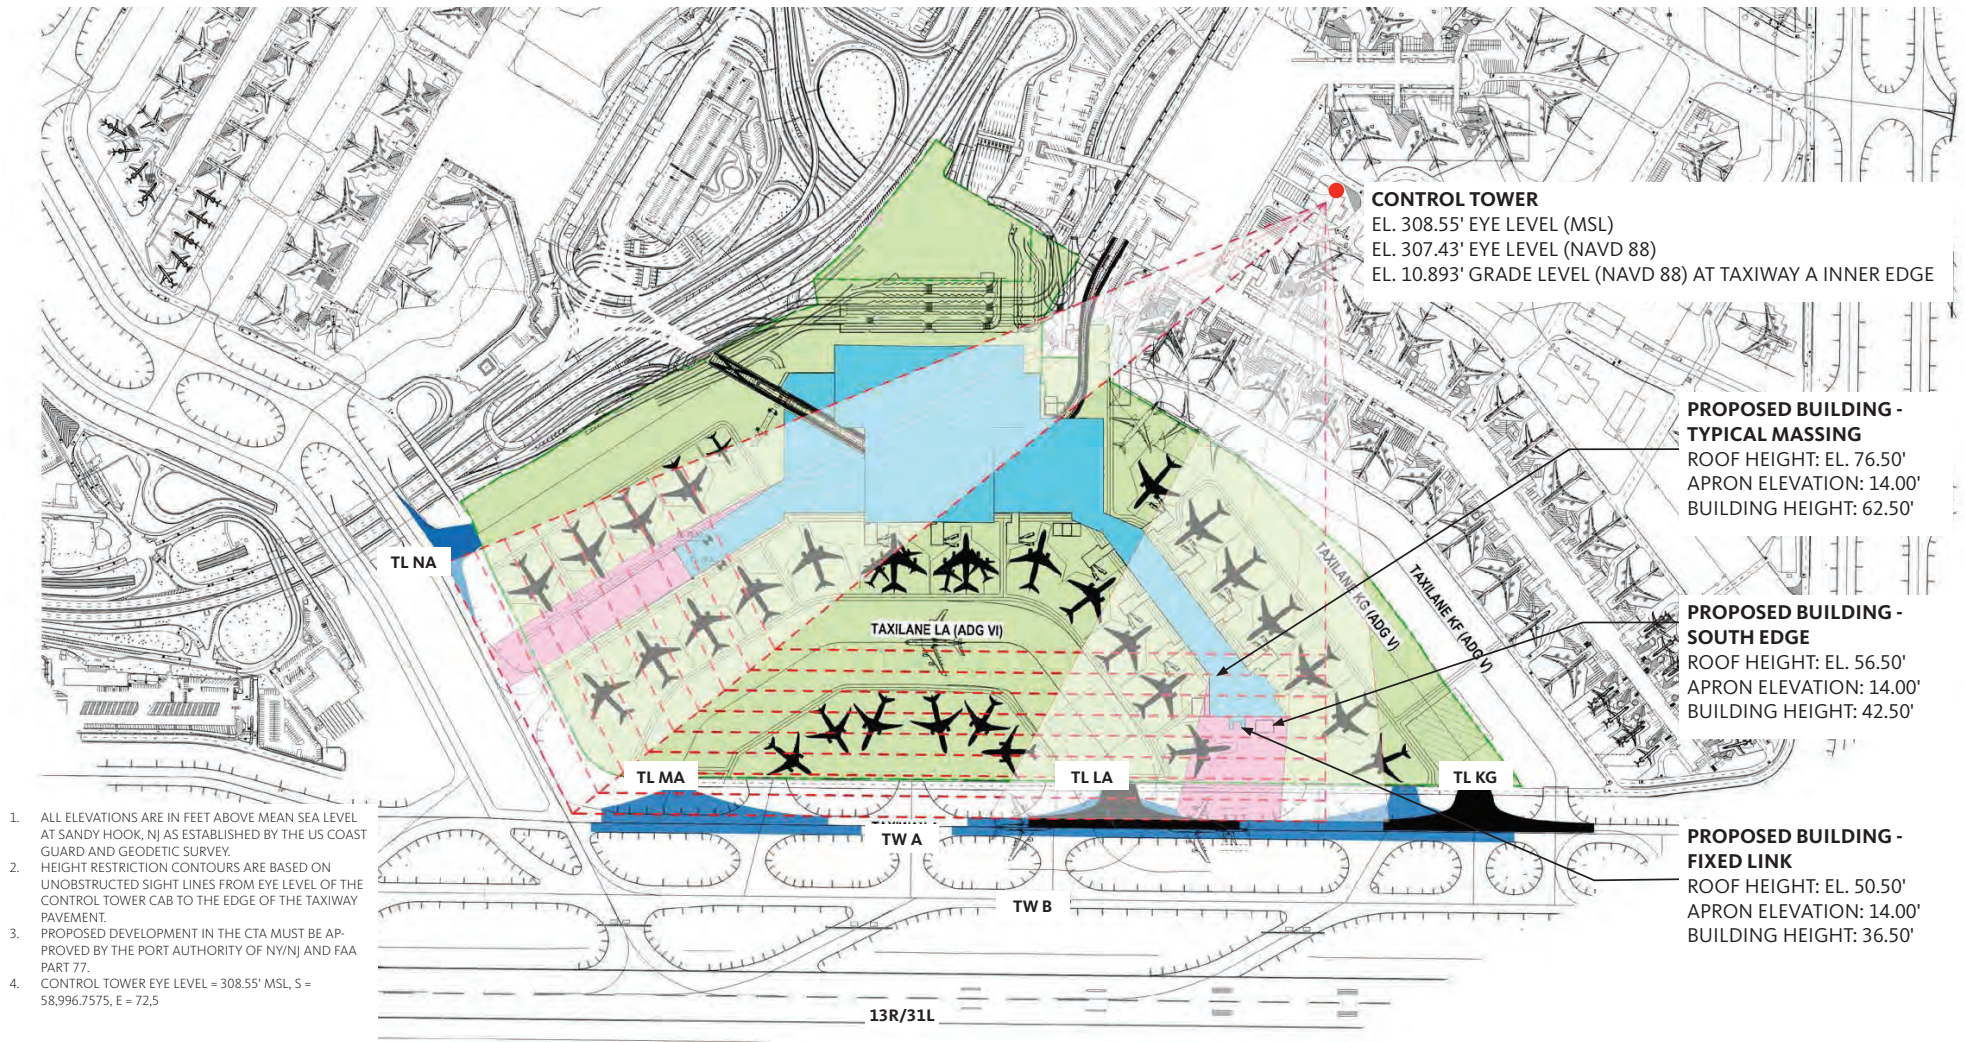 CONTROL TOWER
EL. 308.55' EYE LEVEL (MSL)
EL. 307.43' EYE LEVEL (NAVD 88)
EL. 10.893' GRADE LEVEL (NAVD 88) AT TAXIWAY A INNER EDGE
PROPOSED BUILDING -
TYPICAL MASSING
ROOF HEIGHT: EL. 76.50'
APRON ELEVATION: 14.00'
BUILDING HEIGHT: 62.50'
TL NA
TAXILANE KG (ADG V)
TAXILANE KF (ADG V)
TAXILANE LA (ADG VI)
PROPOSED BUILDING -
SOUTH EDGE
ROOF HEIGHT: EL. 56.50'
APRON ELEVATION: 14.00'
BUILDING HEIGHT: 42.50'
TL MA
TL LA
TL KG
TW A
TW B
13R/31L
PROPOSED BUILDING -
FIXED LINK
ROOF HEIGHT: EL. 50.50'
APRON ELEVATION: 14.00'
BUILDING HEIGHT: 36.50'
1. ALL ELEVATIONS ARE IN FEET ABOVE MEAN SEA LEVEL
AT SANDY HOOK, NJ AS ESTABLISHED BY THE US COAST
GUARD AND GEODETIC SURVEY.
2. HEIGHT RESTRICTION CONTOURS ARE BASED ON
UNOBSTRUCTED SIGHT LINES FROM EYE LEVEL OF THE
CONTROL TOWER CAB TO THE EDGE OF THE TAXIWAY
PAVEMENT.
3. PROPOSED DEVELOPMENT IN THE CTA MUST BE AP-
PROVED BY THE PORT AUTHORITY OF NY/NJ AND FAA
PART 77.
4. CONTROL TOWER EYE LEVEL = 308.55' MSL, S =
58,996.7575, E = 72,5